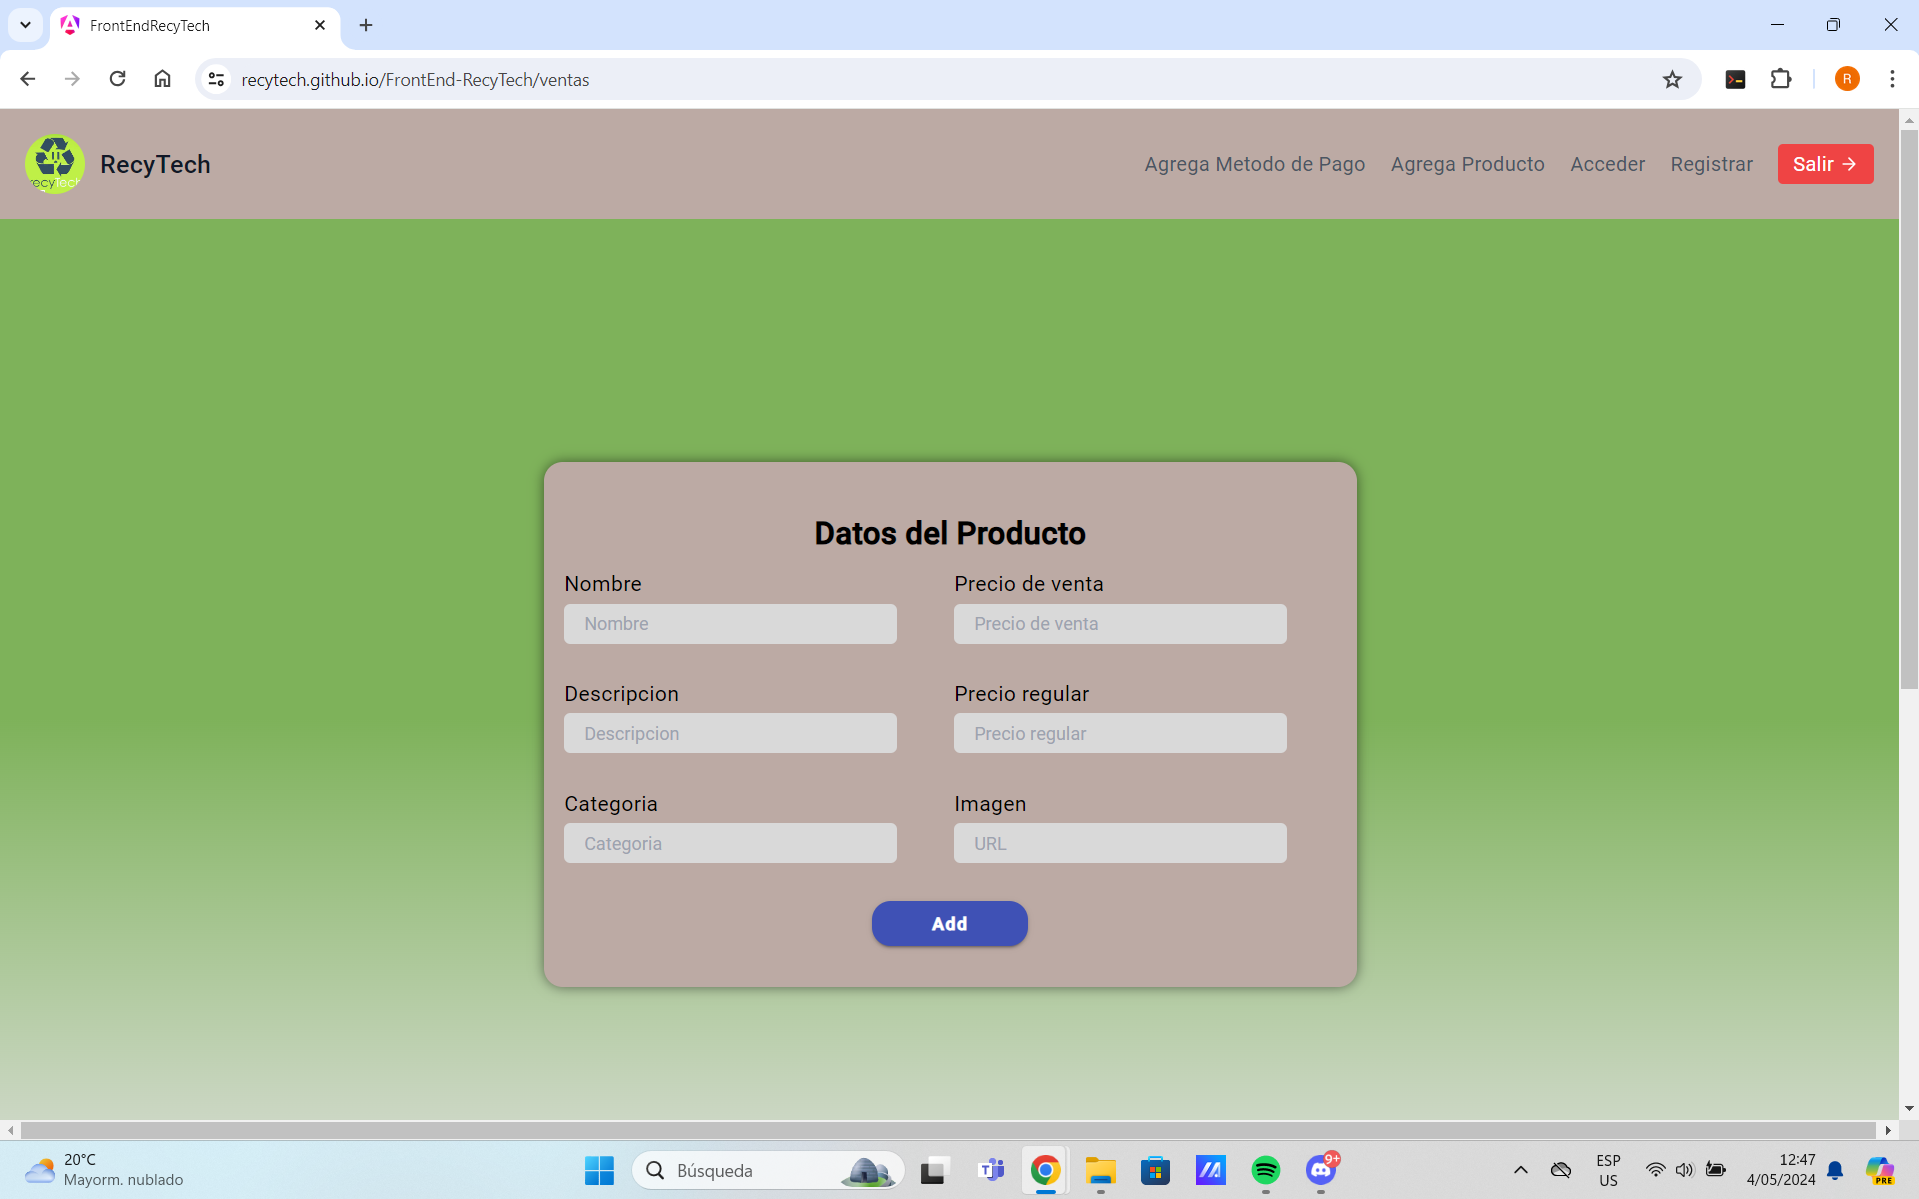 FrontEndRecyTech
recytech.github.io/FrontEnd-RecyTech/ventas
R
recyTech
RecyTech
Agrega Metodo de Pago
Agrega Producto
Acceder
Registrar
Salir →
Datos del Producto
Nombre
Precio de venta
Nombre
Precio de venta
Descripcion
Precio regular
Descripcion
Precio regular
Categoria
Imagen
Categoria
URL
Add
20°C
Mayorm. nublado
Búsqueda
9+
ESP
US
12:47
4/05/2024
PRE